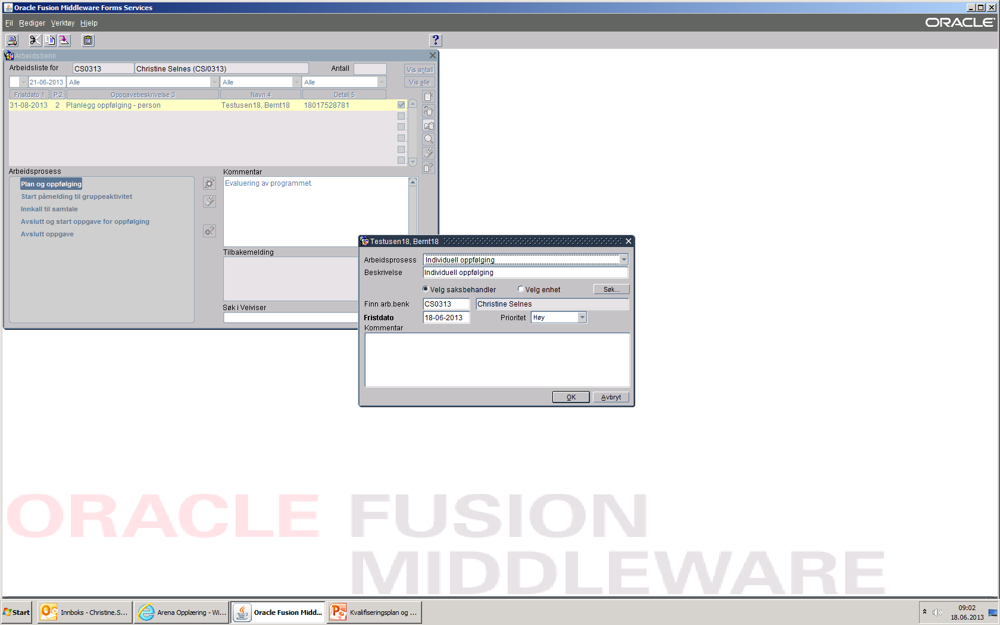 Oracle Fusion Middleware Forms Services
Fil Rediger Verktøy Hjelp
ORACLE
?
Arbeidsbenk
Arbeidsliste for CS0313 Christine Selnes (CS/0313) Antall Vis antall
21-06-2013 Alle Alle Alle Vis alle
Fristdato 1 P 2 Oppgavebeskrivelse 3 Navn 4 Detalj 5
31-08-2013 2 Planlegg oppfølging - person Testusen18, Bernt18 18017528781
Arbeidsprosess
Plan og oppfølging
Start påmelding til gruppeaktivitet
Innkall til samtale
Avslutt og start oppgave for oppfølging
Avslutt oppgave
Kommentar
Evaluering av programmet.
Tilbakemelding
Søk i Veiviser
Testusen18, Bernt18
Arbeidsprosess Individuell oppfølging
Beskrivelse Individuell oppfølging
Velg saksbehandler Velg enhet Søk...
Finn arb.benk CS0313 Christine Selnes
Fristdato 18-06-2013 Prioritet Høy
Kommentar
OK Avbryt
ORACLE FUSION
MIDDLEWARE
Start Innboks - Christine.S... Arena Opplæring - Wi... Oracle Fusion Midd... Kvalifiseringsplan og ... 09:02
18.06.2013